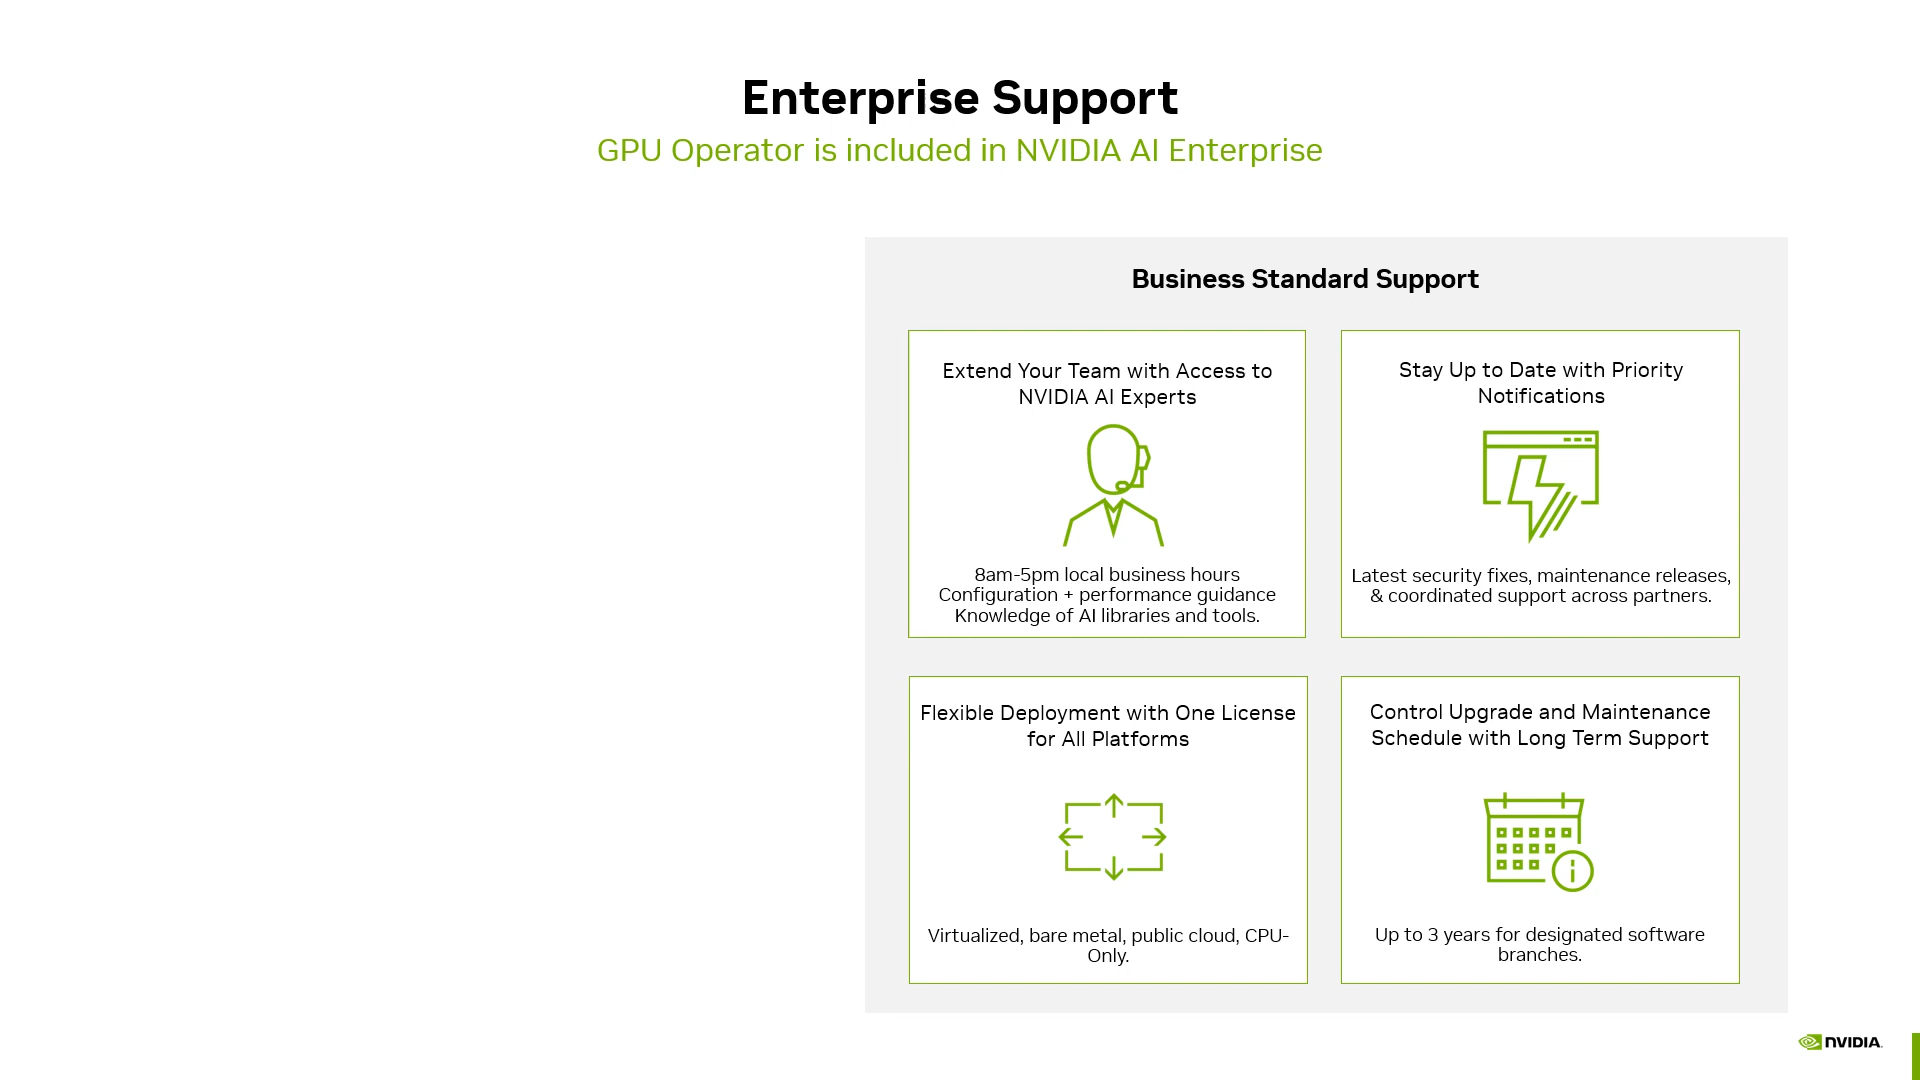 Enterprise Support
GPU Operator is included in NVIDIA AI Enterprise
Business Standard Support
Extend Your Team with Access to
NVIDIA AI Experts
8am-5pm local business hours
Configuration + performance guidance
Knowledge of AI libraries and tools.
Stay Up to Date with Priority
Notifications
Latest security fixes, maintenance releases,
& coordinated support across partners.
Flexible Deployment with One License
for All Platforms
Virtualized, bare metal, public cloud, CPU-
Only.
Control Upgrade and Maintenance
Schedule with Long Term Support
Up to 3 years for designated software
branches.
NVIDIA.